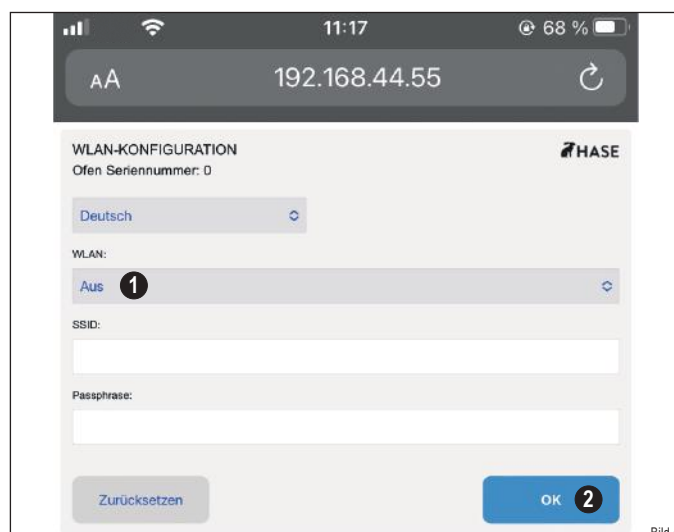 11:17 68 %
AA 192.168.44.55
WLAN-KONFIGURATION HASE
Ofen Seriennummer: 0
Deutsch
WLAN:
Aus 1
SSID:
Passphrase:
Zurücksetzen OK 2
Bild